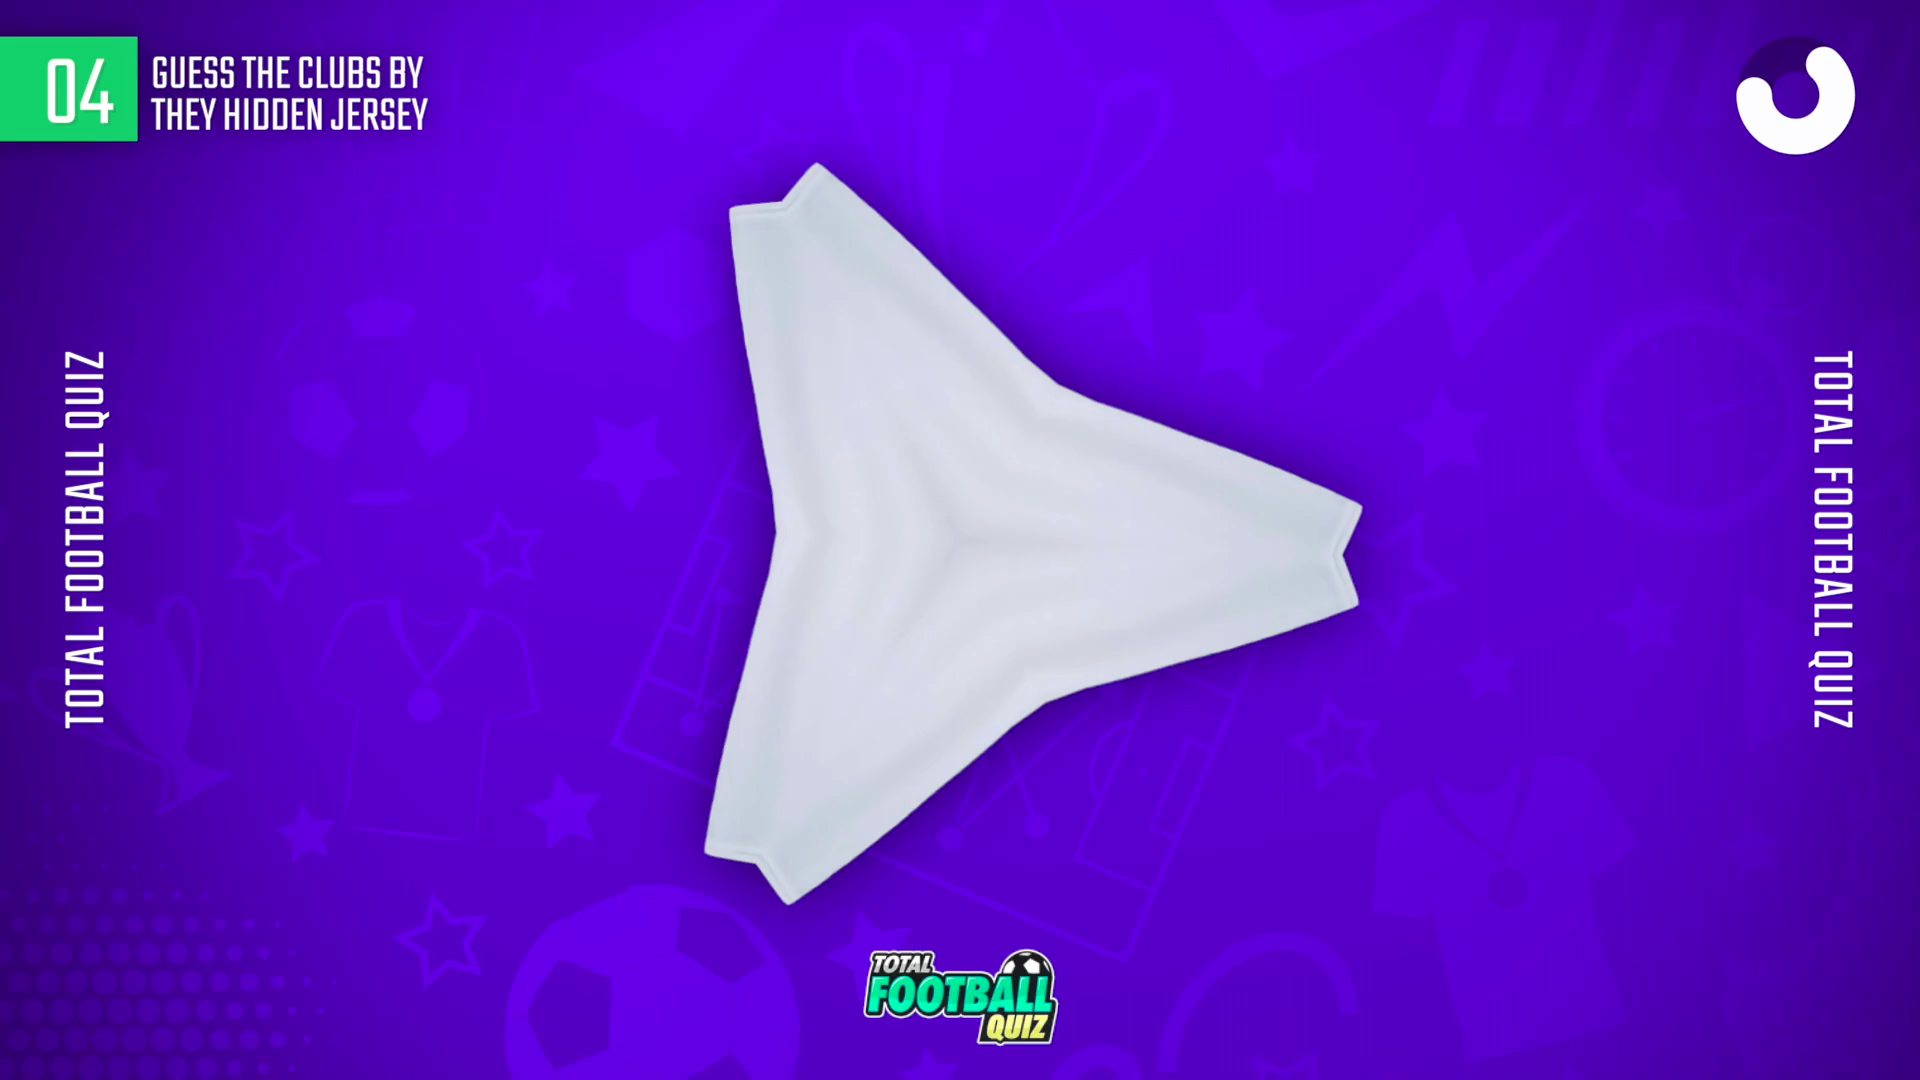 04
GUESS THE CLUBS BY
THEY HIDDEN JERSEY
TOTAL FOOTBALL QUIZ
TOTAL FOOTBALL QUIZ
TOTAL
FOOTBALL
QUIZ